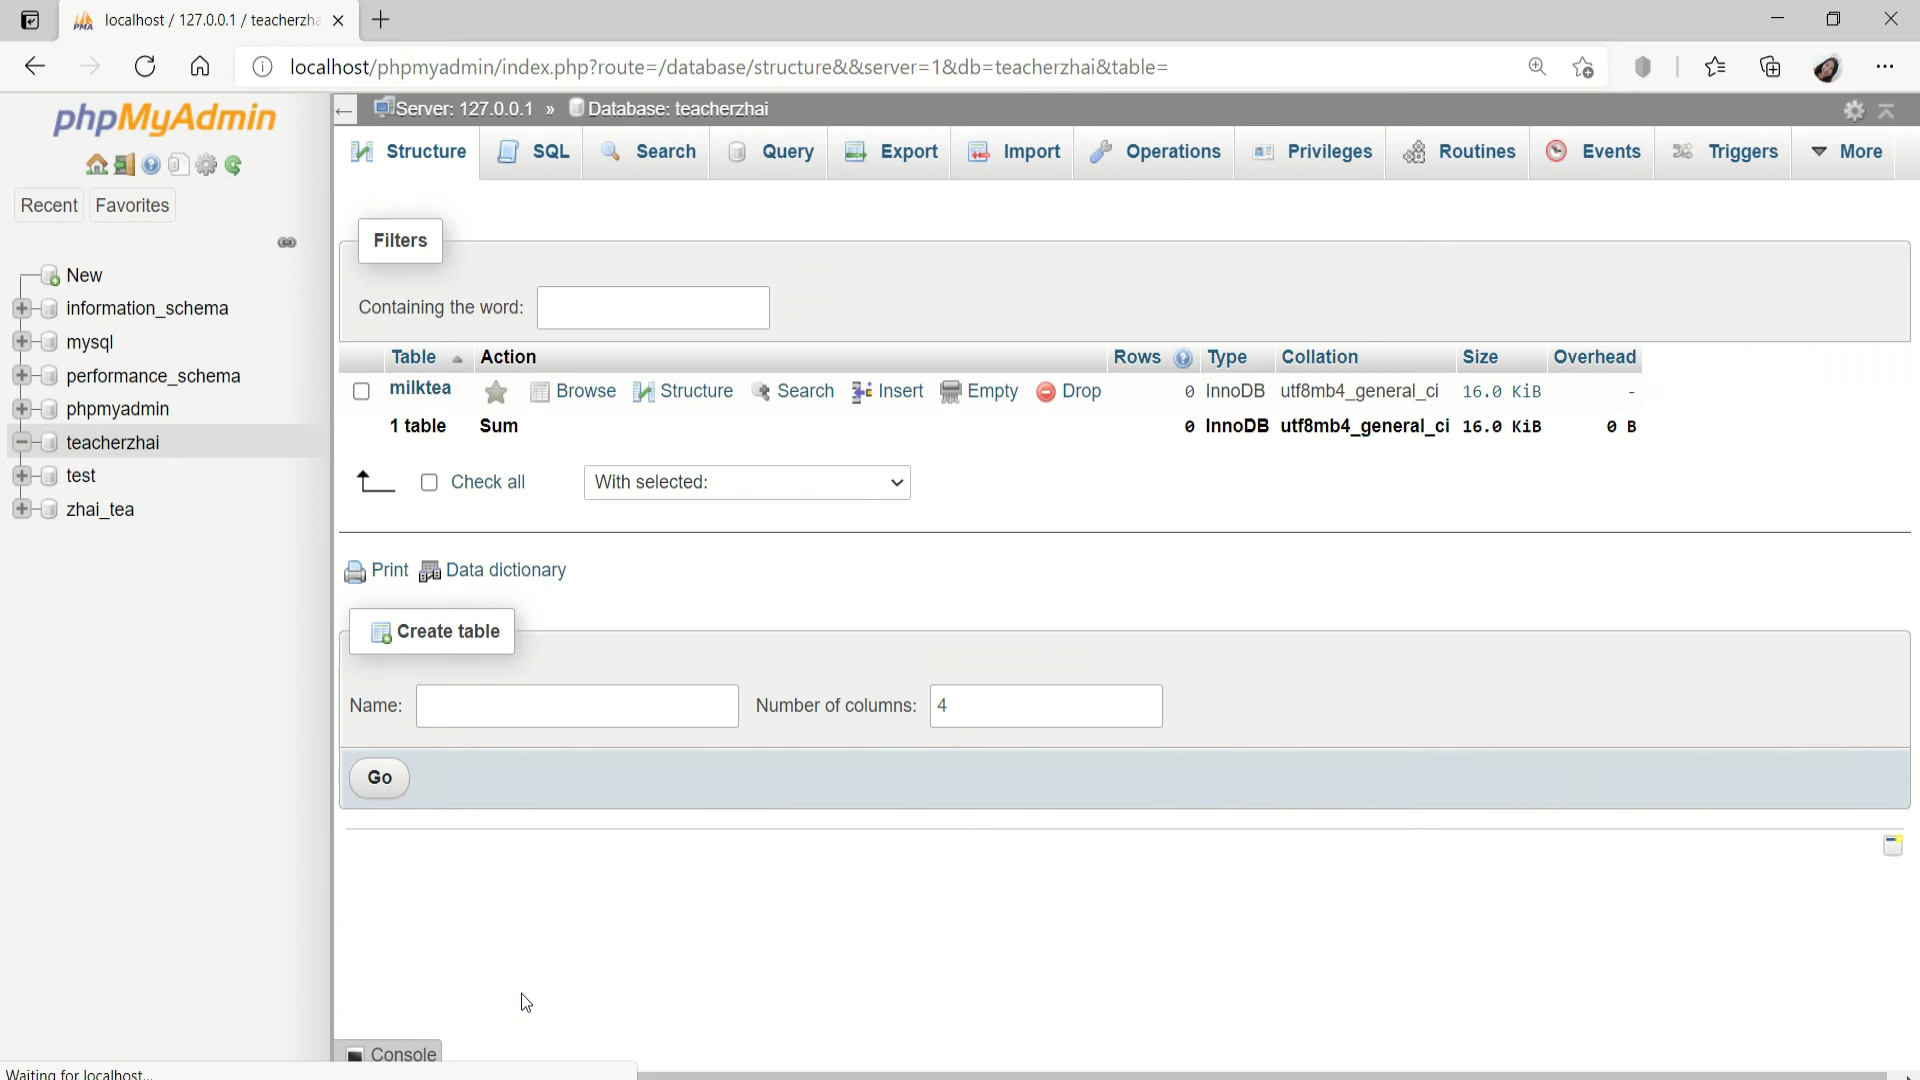 localhost / 127.0.0.1 / teacherzha
localhost/phpmyadmin/index.php?route=/database/structure&&server=1&db=teacherzhai&table=
phpMyAdmin
Recent Favorites
New
information_schema
mysql
performance_schema
phpmyadmin
teacherzhai
test
zhai_tea
Server: 127.0.0.1 » Database: teacherzhai
Structure SQL Search Query Export Import Operations Privileges Routines Events Triggers More
Filters
Containing the word:
Table Action Rows Type Collation Size Overhead
milktea Browse Structure Search Insert Empty Drop 0 InnoDB utf8mb4_general_ci 16.0 KiB -
1 table Sum 0 InnoDB utf8mb4_general_ci 16.0 KiB 0 B
Check all With selected:
Print Data dictionary
Create table
Name: Number of columns: 4
Go
Console
Waiting for localhost...